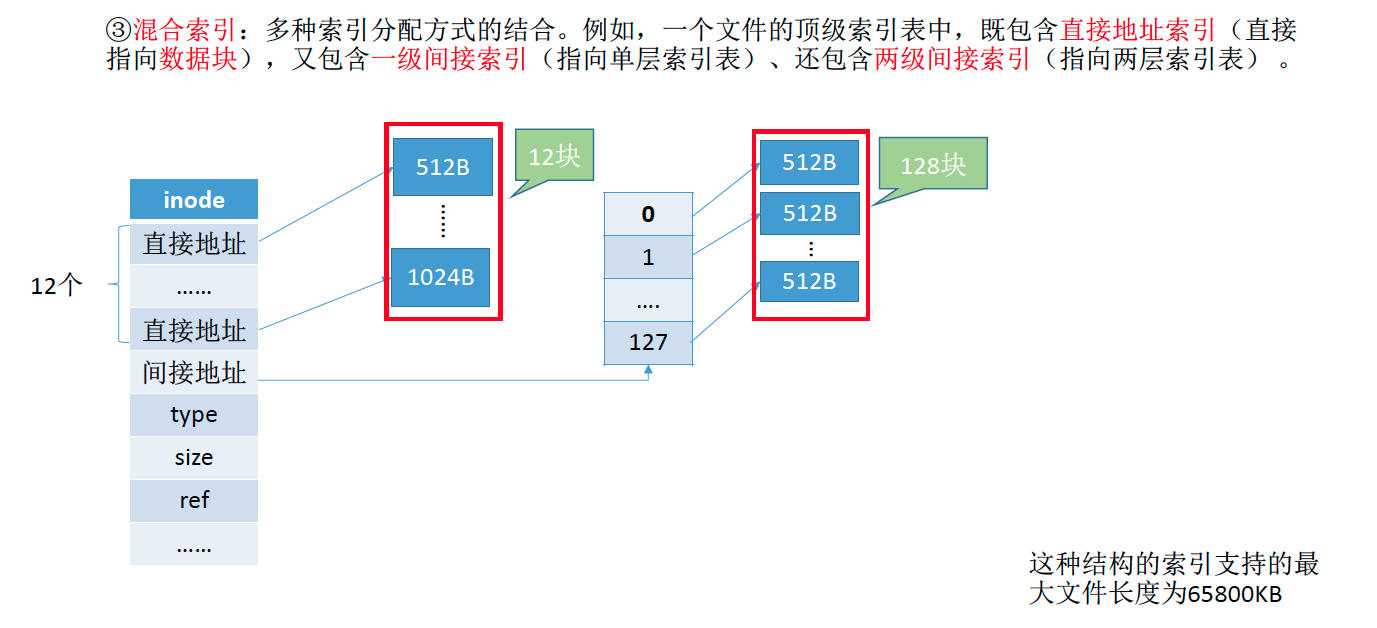 ③混合索引：多种索引分配方式的结合。例如，一个文件的顶级索引表中，既包含直接地址索引（直接
指向数据块），又包含一级间接索引（指向单层索引表）、还包含两级间接索引（指向两层索引表） 。
inode
12个
直接地址
……
直接地址
间接地址
type
size
ref
……
512B
1024B
12块
0
1
….
127
512B
512B
512B
128块
这种结构的索引支持的最
大文件长度为65800KB